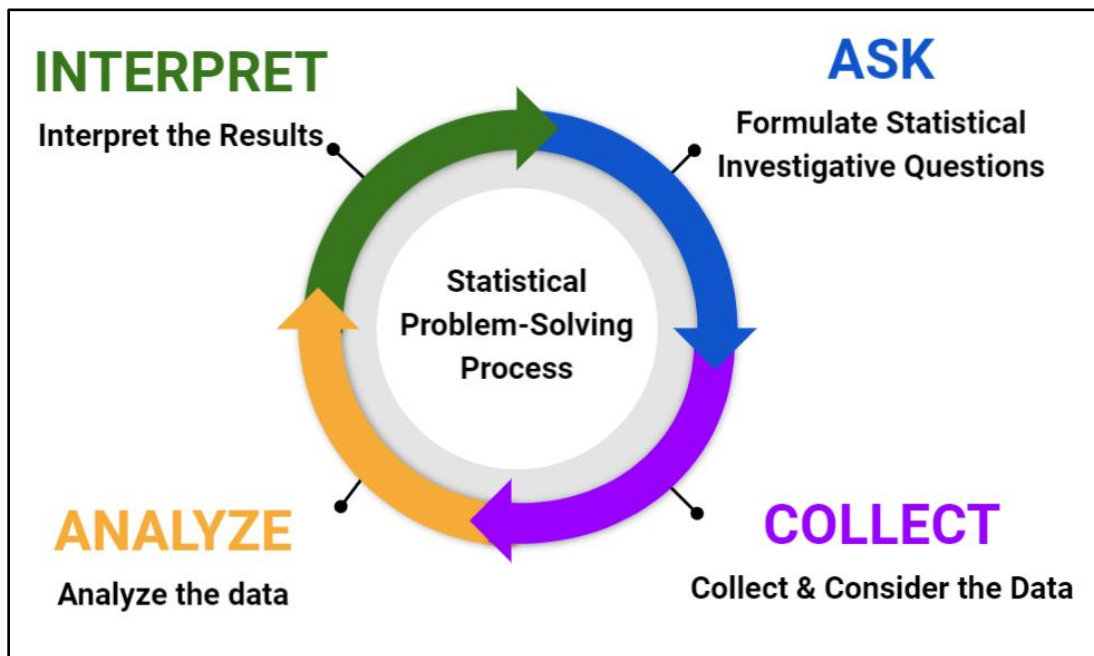 INTERPRET
Interpret the Results
ASK
Formulate Statistical
Investigative Questions
Statistical
Problem-Solving
Process
ANALYZE
Analyze the data
COLLECT
Collect & Consider the Data